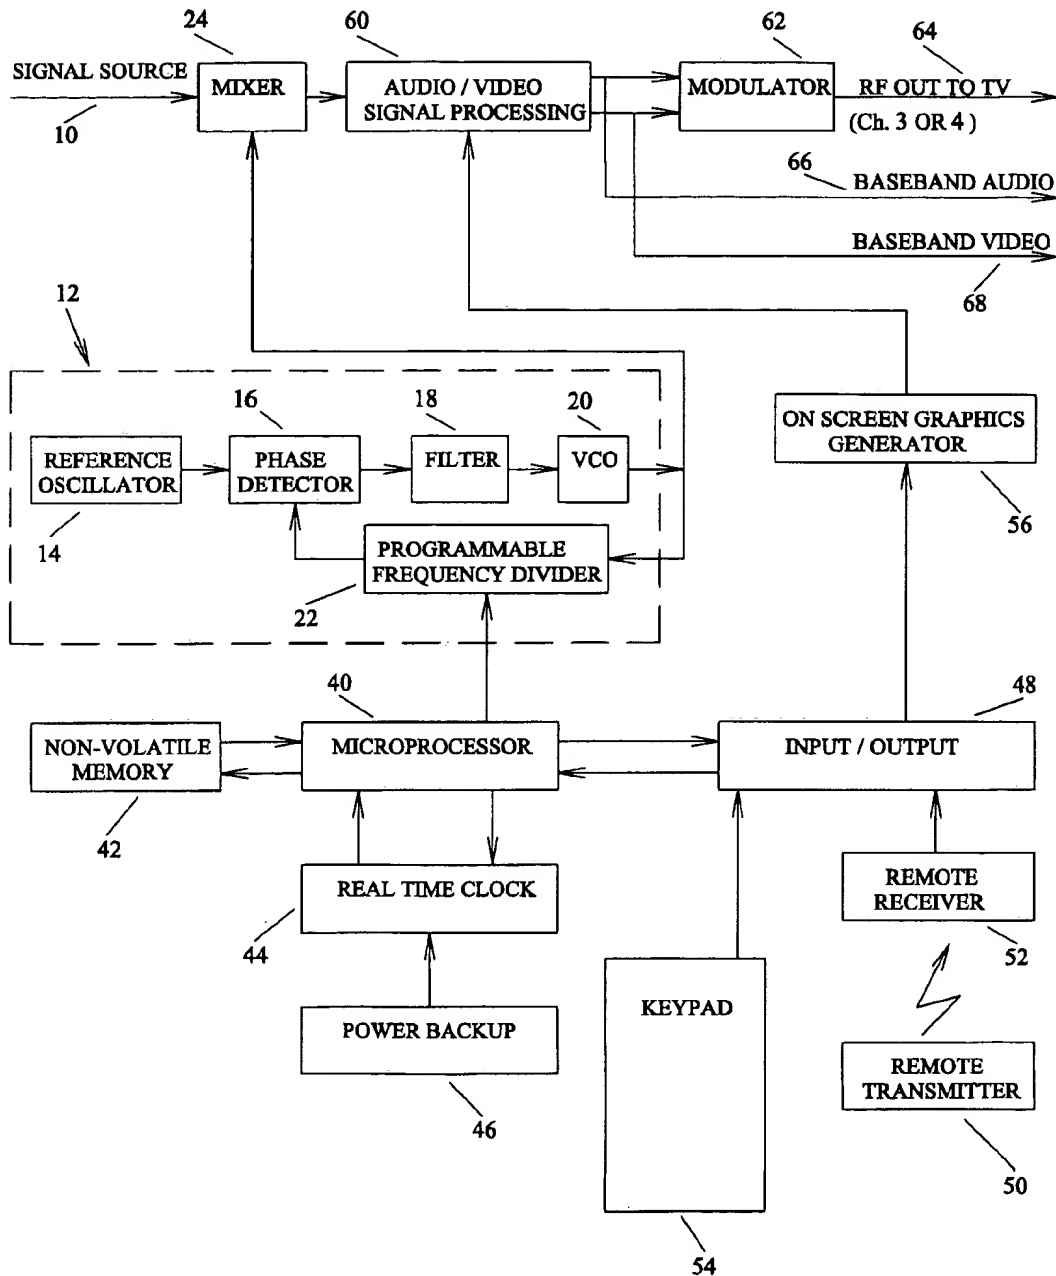 24
60
62
64
SIGNAL SOURCE
MIXER
AUDIO / VIDEO
SIGNAL PROCESSING
MODULATOR
RF OUT TO TV
(Ch. 3 OR 4 )
10
66
BASEBAND AUDIO
BASEBAND VIDEO
68
12
16
18
20
REFERENCE
OSCILLATOR
PHASE
DETECTOR
FILTER
VCO
ON SCREEN GRAPHICS
GENERATOR
56
14
PROGRAMMABLE
FREQUENCY DIVIDER
22
40
48
NON-VOLATILE
MEMORY
MICROPROCESSOR
INPUT / OUTPUT
42
REAL TIME CLOCK
44
REMOTE
RECEIVER
52
POWER BACKUP
46
KEYPAD
54
REMOTE
TRANSMITTER
50